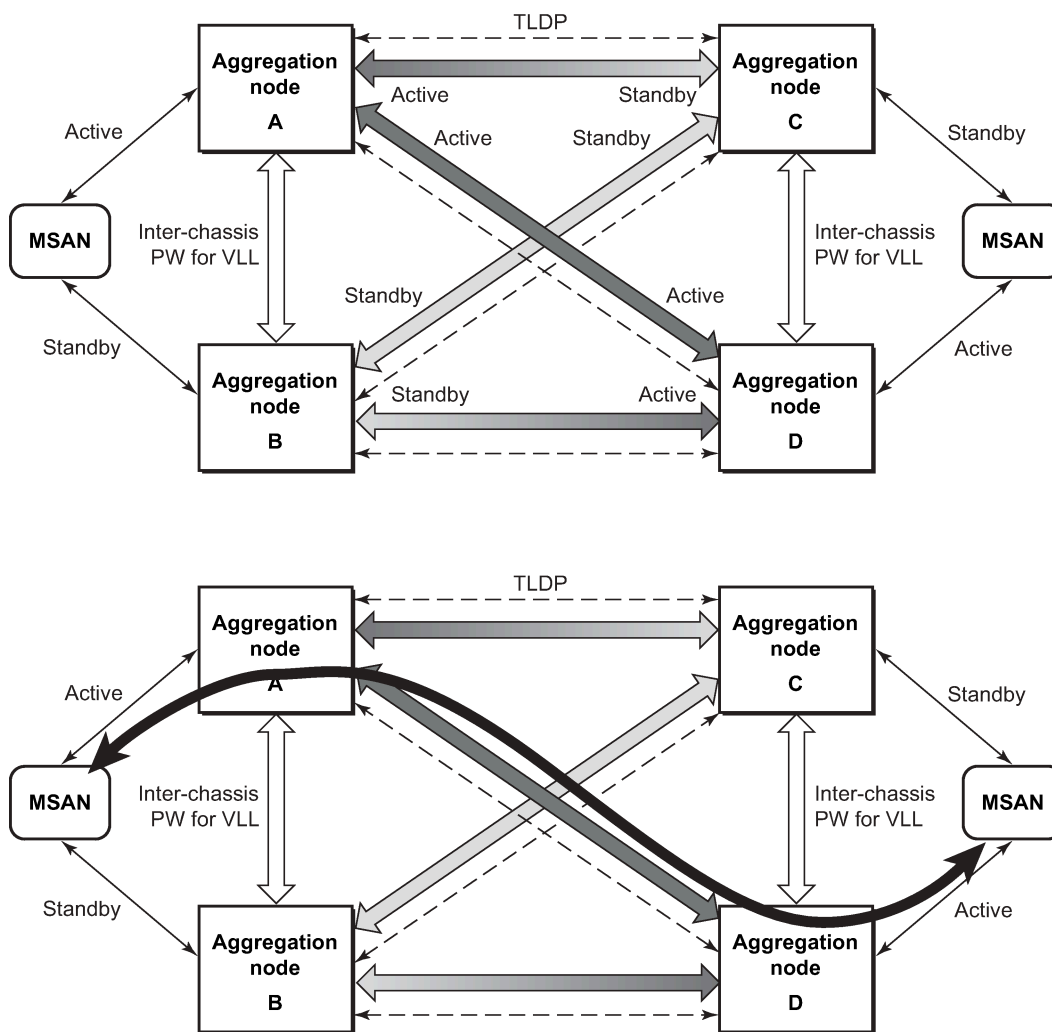 TLDP
Aggregation
node
A
Aggregation
node
C
Active
Standby
Active
Standby
Active
Standby
MSAN
Inter-chassis
PW for VLL
Inter-chassis
PW for VLL
MSAN
Standby
Active
Standby
Active
Aggregation
node
B
Standby
Active
Aggregation
node
D
TLDP
Aggregation
node
A
Aggregation
node
C
Active
Standby
MSAN
Inter-chassis
PW for VLL
Inter-chassis
PW for VLL
MSAN
Standby
Active
Aggregation
node
B
Aggregation
node
D